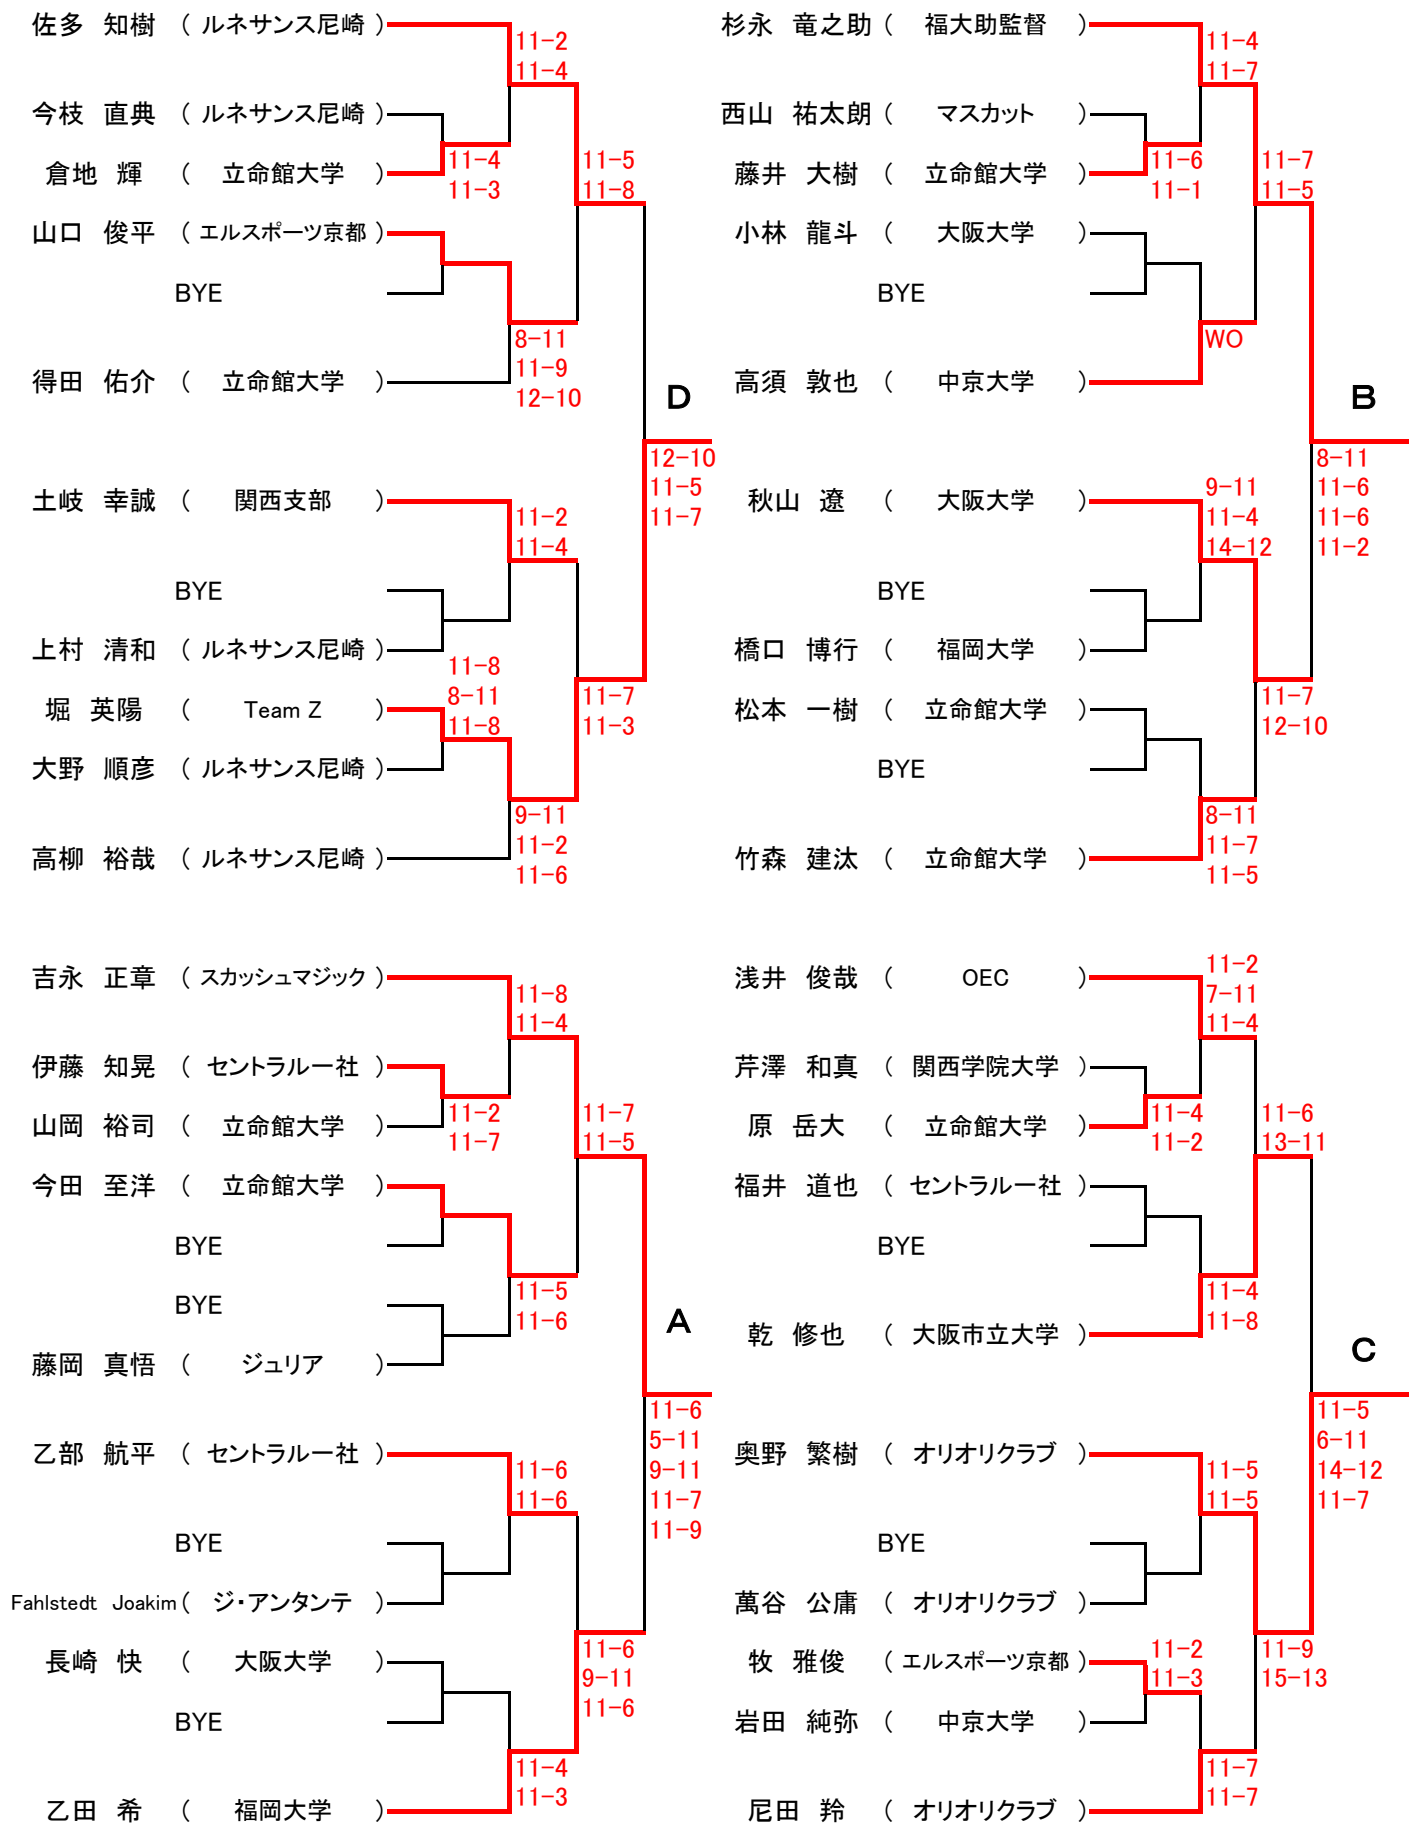 佐多 知樹 ( ルネサンス尼崎 )
11-2
11-4
今枝 直典 ( ルネサンス尼崎 )
倉地 輝 ( 立命館大学 )
11-4
11-3
11-5
11-8
山口 俊平 ( エルスポーツ京都 )
BYE
8-11
11-9
12-10
得田 佑介 ( 立命館大学 )
D
12-10
11-5
11-7
土岐 幸誠 ( 関西支部 )
11-2
11-4
BYE
上村 清和 ( ルネサンス尼崎 )
11-8
8-11
11-8
堀 英陽 ( Team Z )
11-7
11-3
大野 順彦 ( ルネサンス尼崎 )
9-11
11-2
11-6
高柳 裕哉 ( ルネサンス尼崎 )
杉永 竜之助 ( 福大助監督 )
11-4
11-7
西山 祐太朗 ( マスカット )
藤井 大樹 ( 立命館大学 )
11-6
11-1
11-7
11-5
小林 龍斗 ( 大阪大学 )
BYE
WO
高須 敦也 ( 中京大学 )
B
8-11
11-6
11-6
11-2
秋山 遼 ( 大阪大学 )
9-11
11-4
14-12
BYE
橋口 博行 ( 福岡大学 )
松本 一樹 ( 立命館大学 )
11-7
12-10
BYE
8-11
11-7
11-5
竹森 建汰 ( 立命館大学 )
吉永 正章 ( スカッシュマジック )
11-8
11-4
伊藤 知晃 ( セントラルー社 )
山岡 裕司 ( 立命館大学 )
11-2
11-7
11-7
11-5
今田 至洋 ( 立命館大学 )
BYE
BYE
11-5
11-6
藤岡 真悟 ( ジュリア )
A
11-6
5-11
9-11
11-7
11-9
乙部 航平 ( セントラルー社 )
11-6
11-6
BYE
Fahlstedt Joakim ( ジ・アンタンテ )
長崎 快 ( 大阪大学 )
11-6
9-11
11-6
BYE
11-4
11-3
乙田 希 ( 福岡大学 )
浅井 俊哉 ( OEC )
11-2
7-11
11-4
芹澤 和真 ( 関西学院大学 )
原 岳大 ( 立命館大学 )
11-4
11-2
11-6
13-11
福井 道也 ( セントラルー社 )
BYE
11-4
11-8
乾 修也 ( 大阪市立大学 )
C
11-5
6-11
14-12
11-7
奥野 繁樹 ( オリオリクラブ )
11-5
11-5
BYE
萬谷 公庸 ( オリオリクラブ )
牧 雅俊 ( エルスポーツ京都 )
11-2
11-3
11-9
15-13
岩田 純弥 ( 中京大学 )
11-7
11-7
尼田 羚 ( オリオリクラブ )